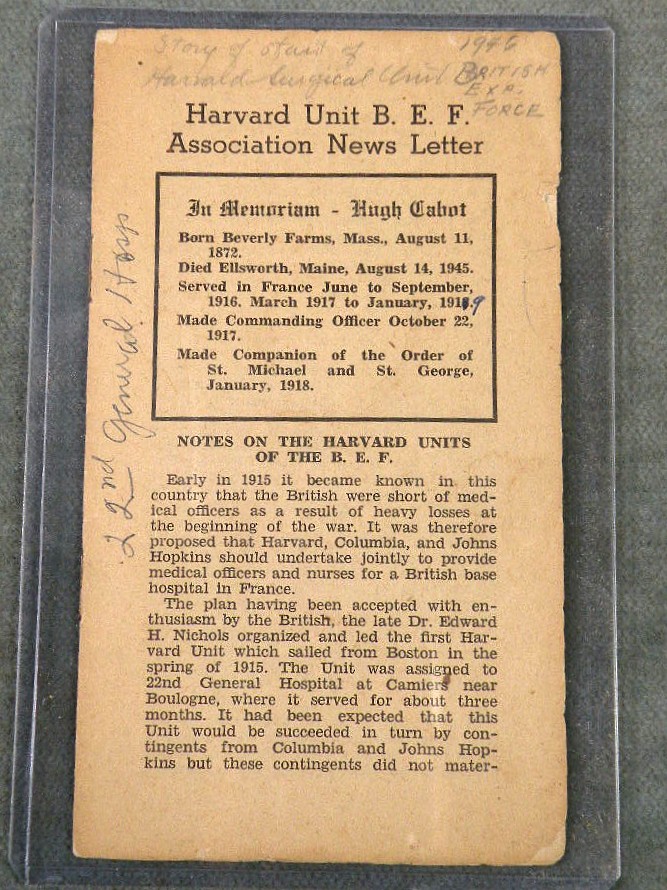 Story of start of
Harvard Surgical Unit
1946
BRITISH
EXP.
FORCE
Harvard Unit B. E. F.
Association News Letter
In Memoriam - Hugh Cabot
Born Beverly Farms, Mass., August 11,
1872.
Died Ellsworth, Maine, August 14, 1945.
Served in France June to September,
1916. March 1917 to January, 1919
Made Commanding Officer October 22,
1917.
Made Companion of the Order of
St. Michael and St. George,
January, 1918.
22nd General Hosp
NOTES ON THE HARVARD UNITS
OF THE B. E. F.
Early in 1915 it became known in this
country that the British were short of med-
ical officers as a result of heavy losses at
the beginning of the war. It was therefore
proposed that Harvard, Columbia, and Johns
Hopkins should undertake jointly to provide
medical officers and nurses for a British base
hospital in France.
The plan having been accepted with en-
thusiasm by the British, the late Dr. Edward
H. Nichols organized and led the first Har-
vard Unit which sailed from Boston in the
spring of 1915. The Unit was assigned to
22nd General Hospital at Camiers near
Boulogne, where it served for about three
months. It had been expected that this
Unit would be succeeded in turn by con-
tingents from Columbia and Johns Hop-
kins but these contingents did not mater-